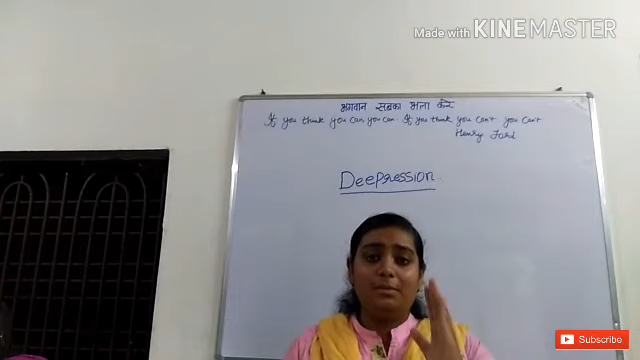 Made with KINEMASTER
भगवान सबका भला करे
If you think you can, you can. If you think you can't you can't
Henry Ford
Deepression
Subscribe